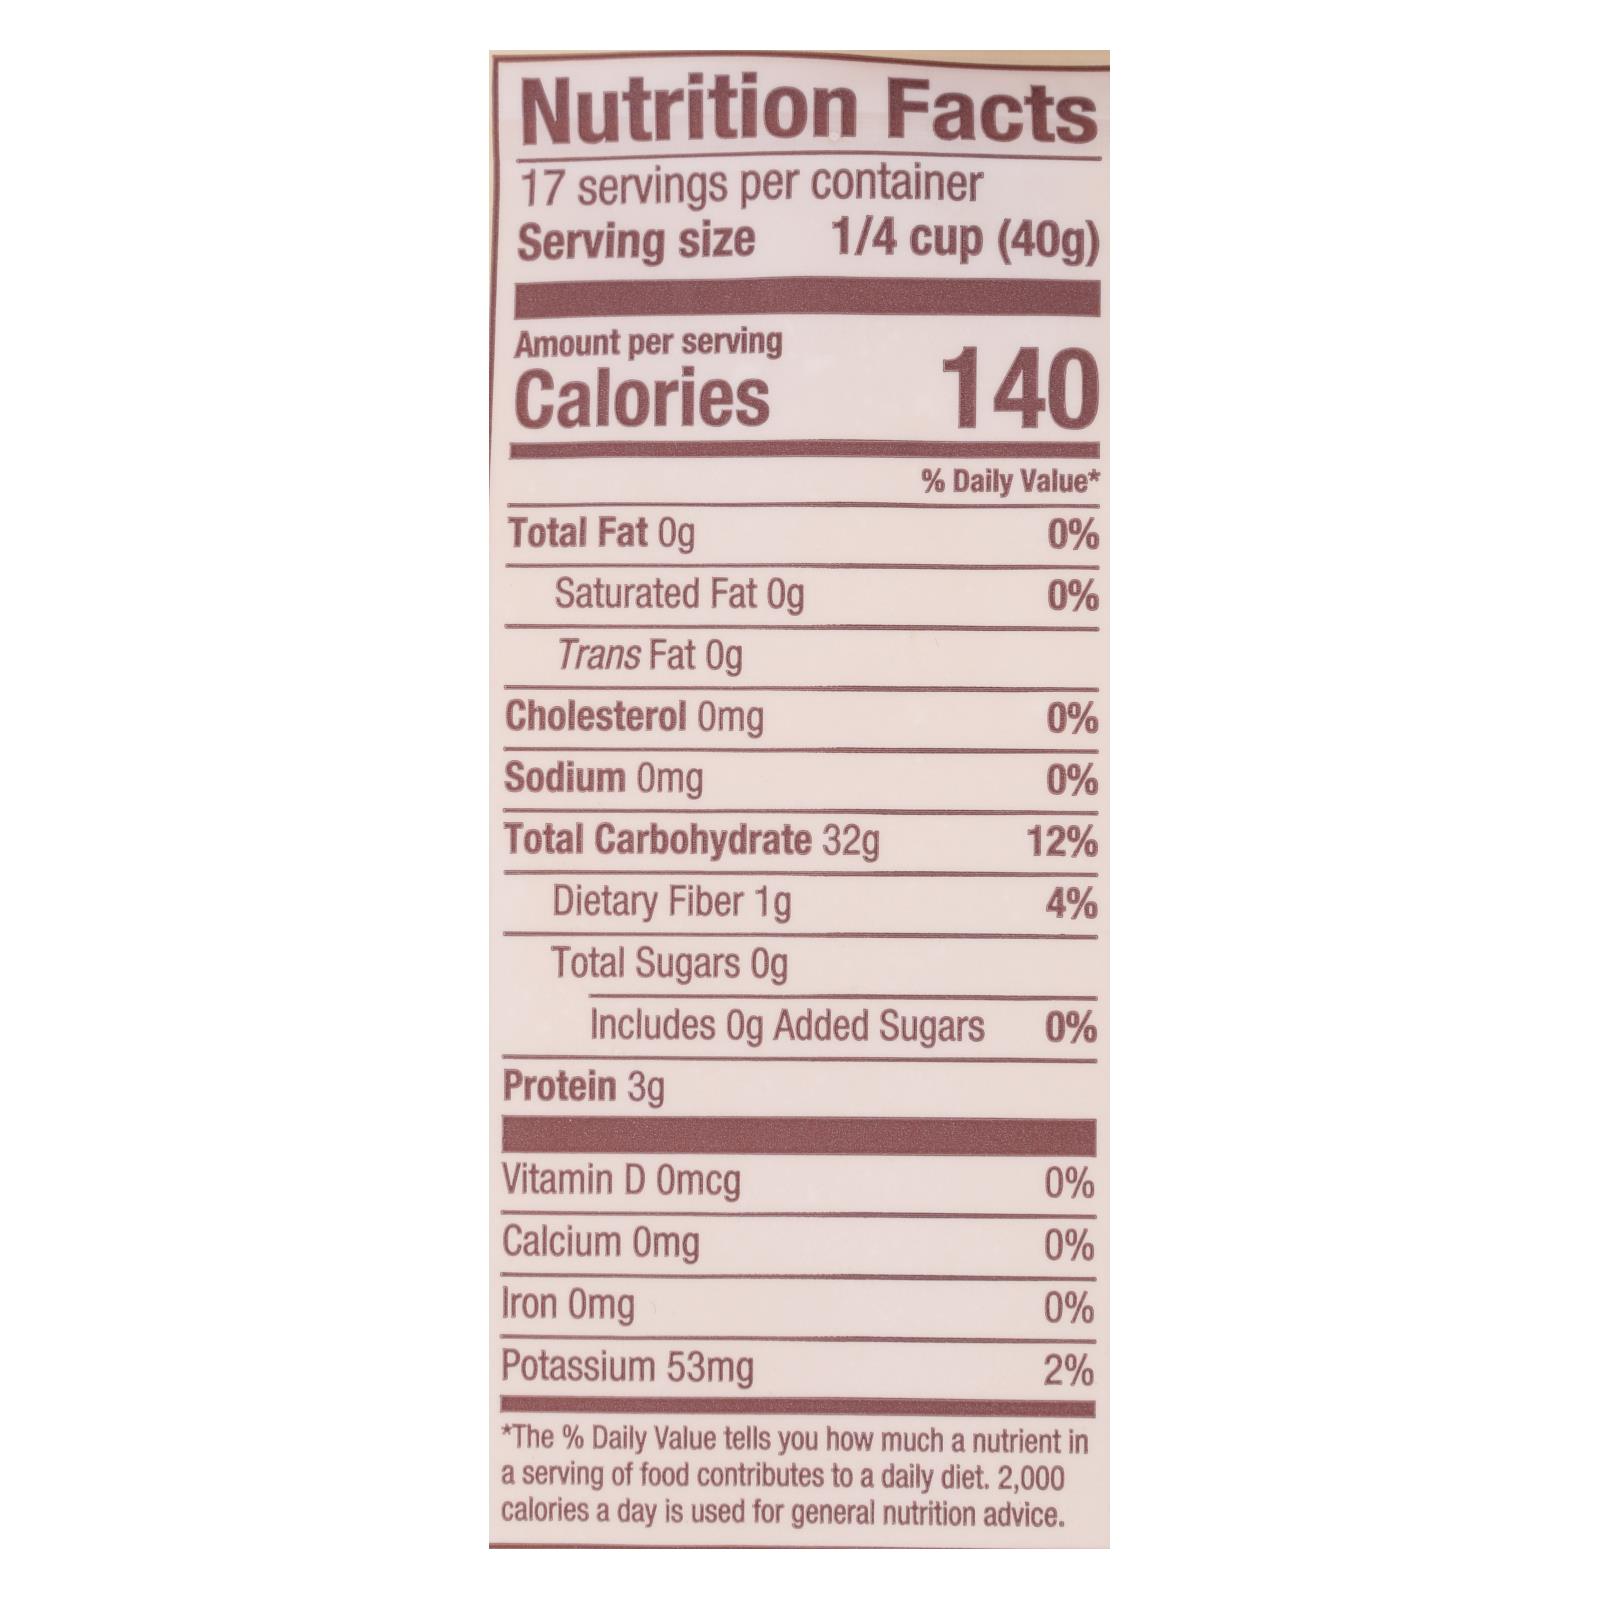 Nutrition Facts
17 servings per container
Serving size 1/4 cup (40g)
Amount per serving
Calories 140
% Daily Value*
Total Fat 0g 0%
Saturated Fat 0g 0%
Trans Fat 0g
Cholesterol 0mg 0%
Sodium 0mg 0%
Total Carbohydrate 32g 12%
Dietary Fiber 1g 4%
Total Sugars 0g
Includes 0g Added Sugars 0%
Protein 3g
Vitamin D 0mcg 0%
Calcium 0mg 0%
Iron 0mg 0%
Potassium 53mg 2%
*The % Daily Value tells you how much a nutrient in
a serving of food contributes to a daily diet. 2,000
calories a day is used for general nutrition advice.